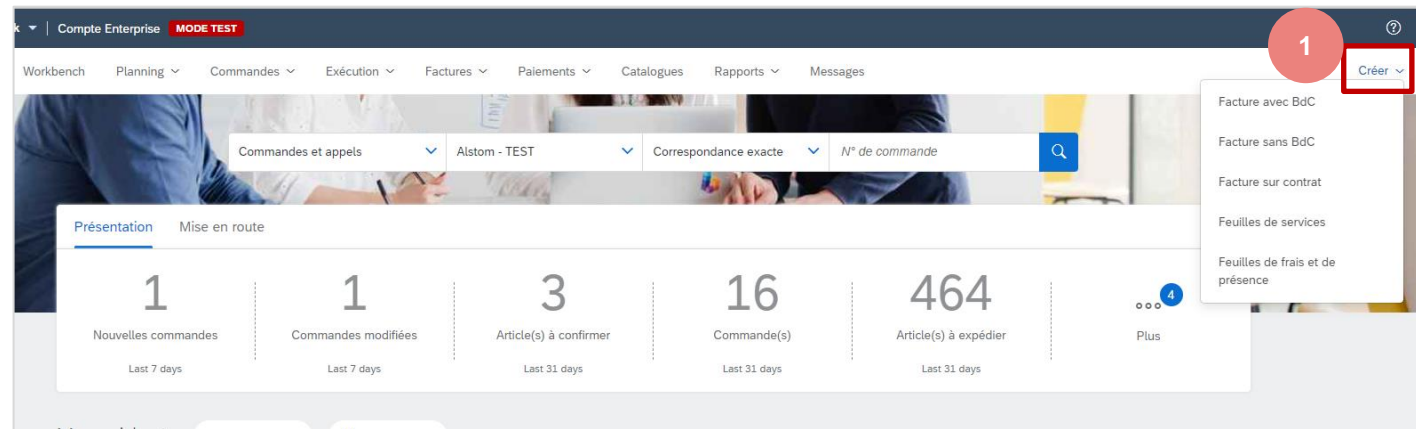 k | Compte Enterprise MODE TEST
1
Workbench Planning Commandes Exécution Factures Paiements Catalogues Rapports Messages Créer
Facture avec BdC
Facture sans BdC
Facture sur contrat
Feuilles de services
Feuilles de frais et de
présence
Commandes et appels Alstom - TEST Correspondance exacte N° de commande
Présentation Mise en route
1 1 3 16 464 4
Nouvelles commandes Commandes modifiées Article(s) à confirmer Commande(s) Article(s) à expédier Plus
Last 7 days Last 7 days Last 31 days Last 31 days Last 31 days